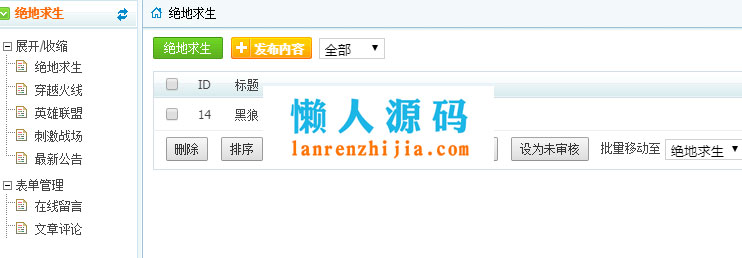 绝地求生
展开/收缩
绝地求生
穿越火线
英雄联盟
刺激战场
最新公告
表单管理
在线留言
文章评论
绝地求生
绝地求生 发布内容 全部
ID 标题
14 黑狼
懒人源码
lanrenzhijia.com
删除 排序 设为未审核 批量移动至 绝地求生